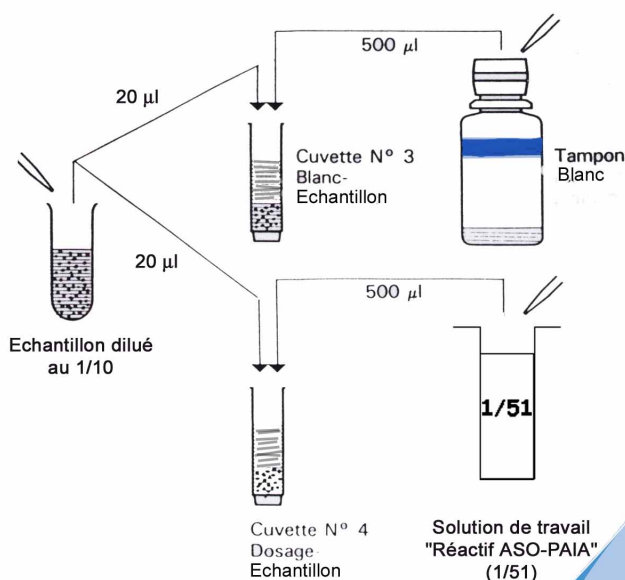 500 µl
20 µl
Cuvette N° 3
Blanc-
Echantillon
Tampon
Blanc
20 µl
500 µl
Echantillon dilué
au 1/10
1/51
Cuvette N° 4
Dosage
Echantillon
Solution de travail
"Réactif ASO-PAIA"
(1/51)